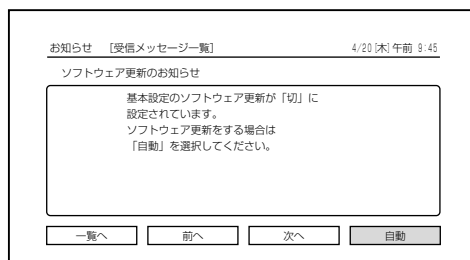 お知らせ ［受信メッセージ一覧］ 4/20[木]午前 9:45
ソフトウェア更新のお知らせ
基本設定のソフトウェア更新が「切」に
設定されています。
ソフトウェア更新をする場合は
「自動」を選択してください。
一覧へ 前へ 次へ 自動